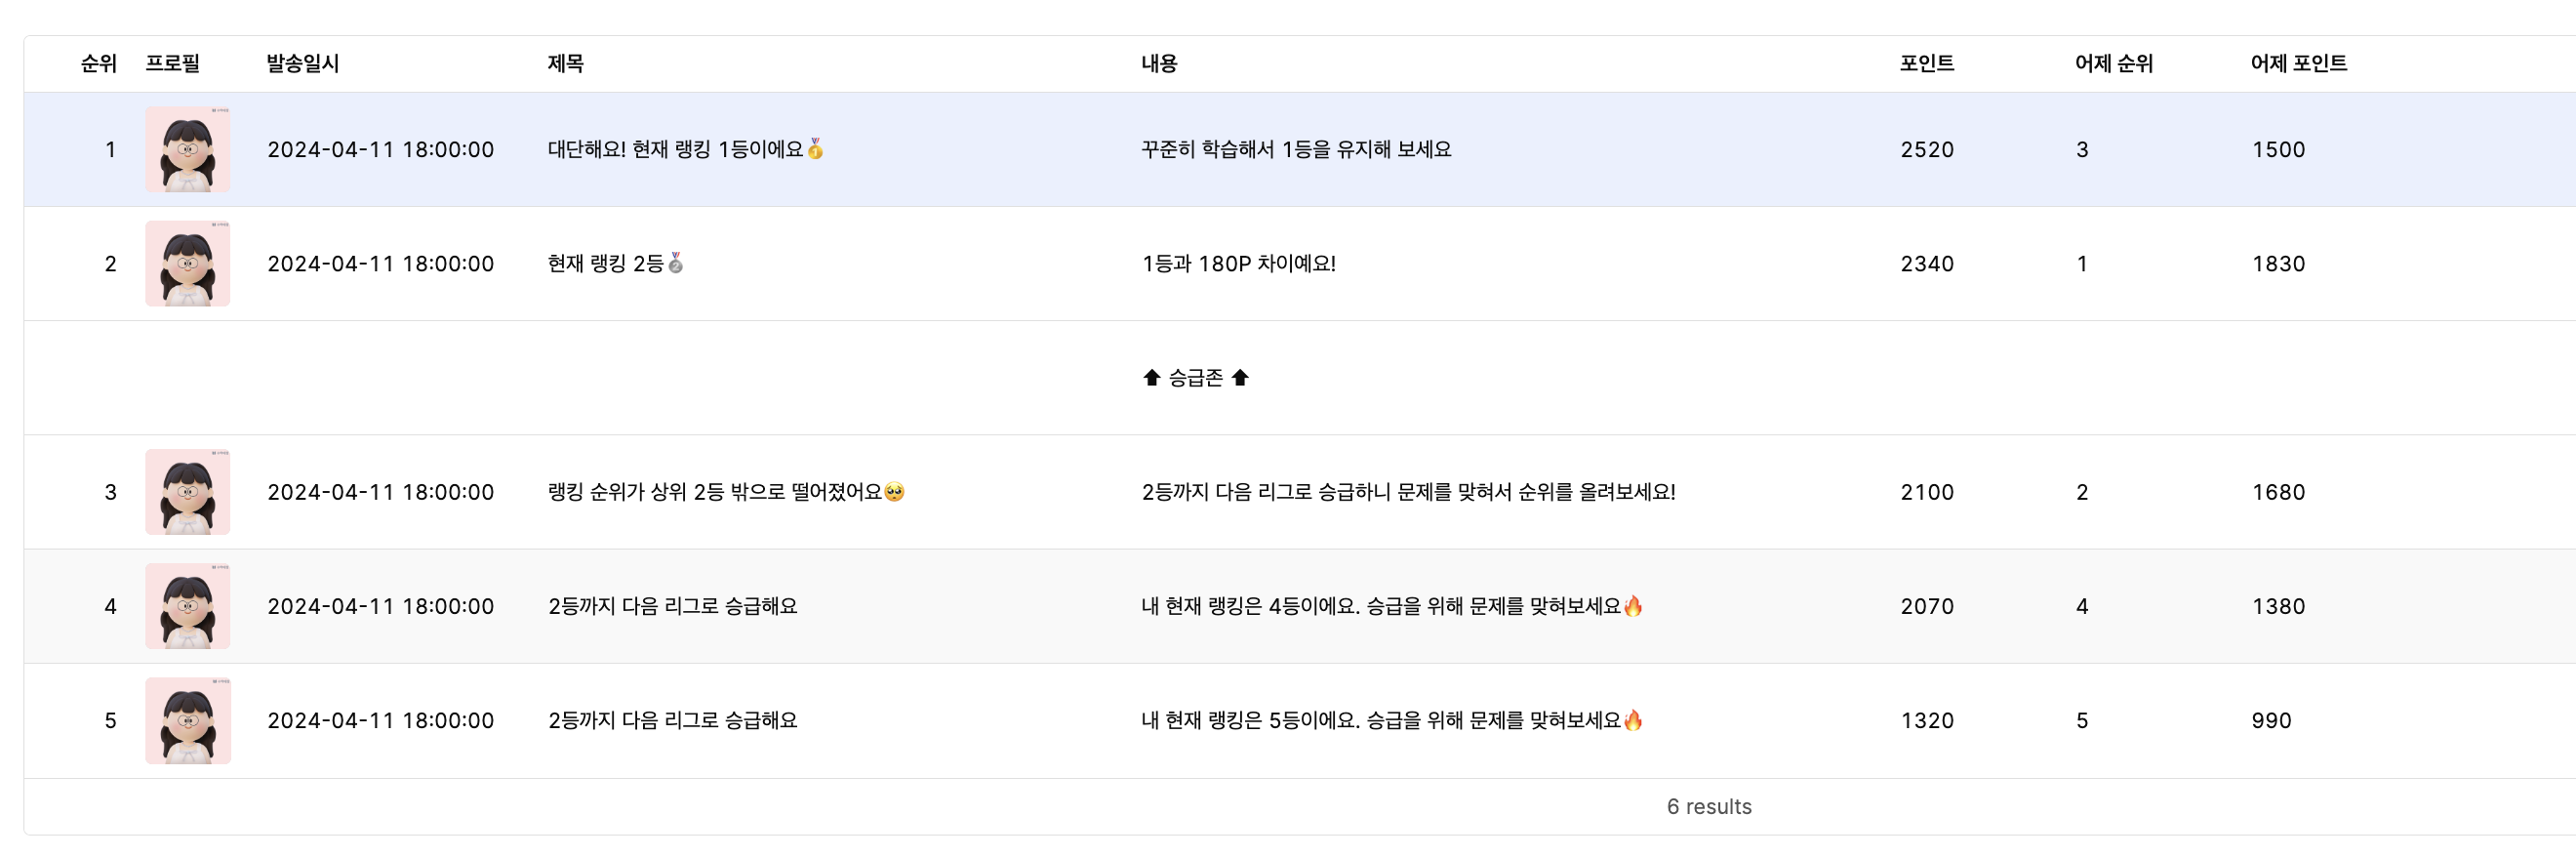 순위 프로필 발송일시 제목 내용 포인트 어제 순위 어제 포인트
1 2024-04-11 18:00:00 대단해요! 현재 랭킹 1등이에요🥇 꾸준히 학습해서 1등을 유지해 보세요 2520 3 1500
2 2024-04-11 18:00:00 현재 랭킹 2등🥈 1등과 180P 차이예요! 2340 1 1830
⬆ 승급존 ⬆
3 2024-04-11 18:00:00 랭킹 순위가 상위 2등 밖으로 떨어졌어요🥺 2등까지 다음 리그로 승급하니 문제를 맞혀서 순위를 올려보세요! 2100 2 1680
4 2024-04-11 18:00:00 2등까지 다음 리그로 승급해요 내 현재 랭킹은 4등이에요. 승급을 위해 문제를 맞혀보세요🔥 2070 4 1380
5 2024-04-11 18:00:00 2등까지 다음 리그로 승급해요 내 현재 랭킹은 5등이에요. 승급을 위해 문제를 맞혀보세요🔥 1320 5 990
6 results